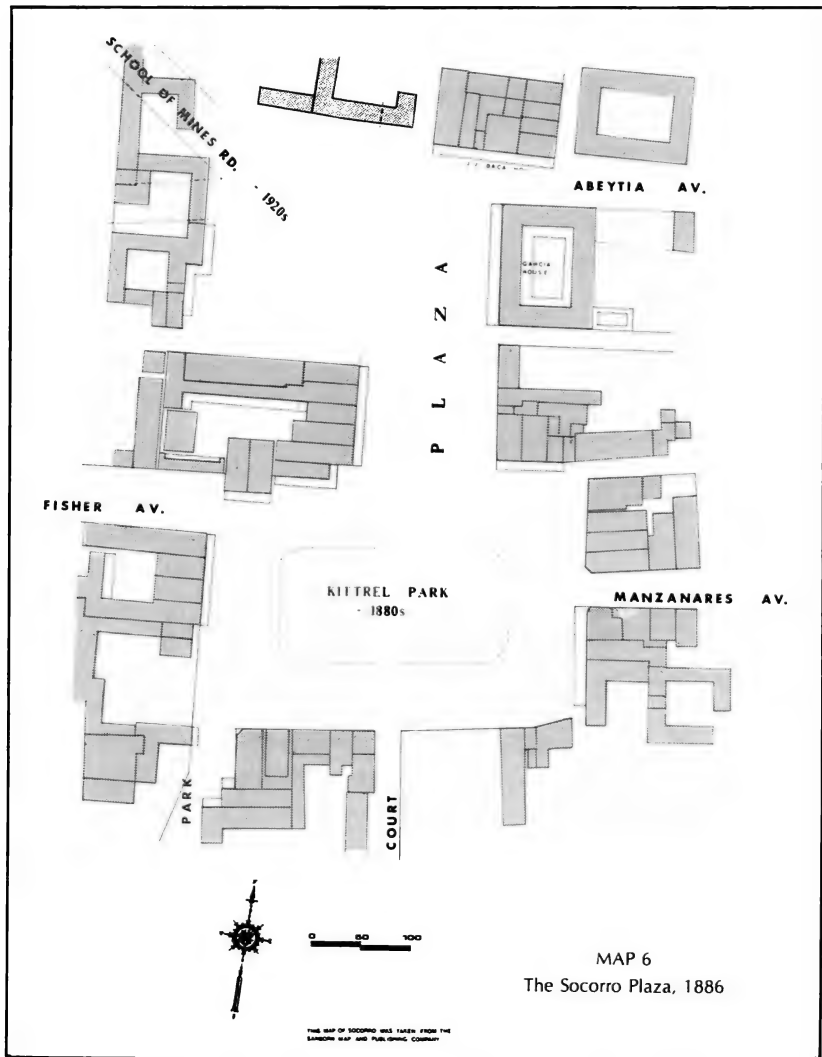 SCHOOL OF MINES RD.
- 1920s
BACA
ABEYTIA AV.
GARCIA
HOUSE
PLAZA
FISHER AV.
KITTREL PARK
- 1880s
MANZANARES AV.
PARK
COURT
0 50 100
MAP 6
The Socorro Plaza, 1886
THIS MAP OF SOCORRO WAS TAKEN FROM THE
SANBORN MAP AND PUBLISHING COMPANY